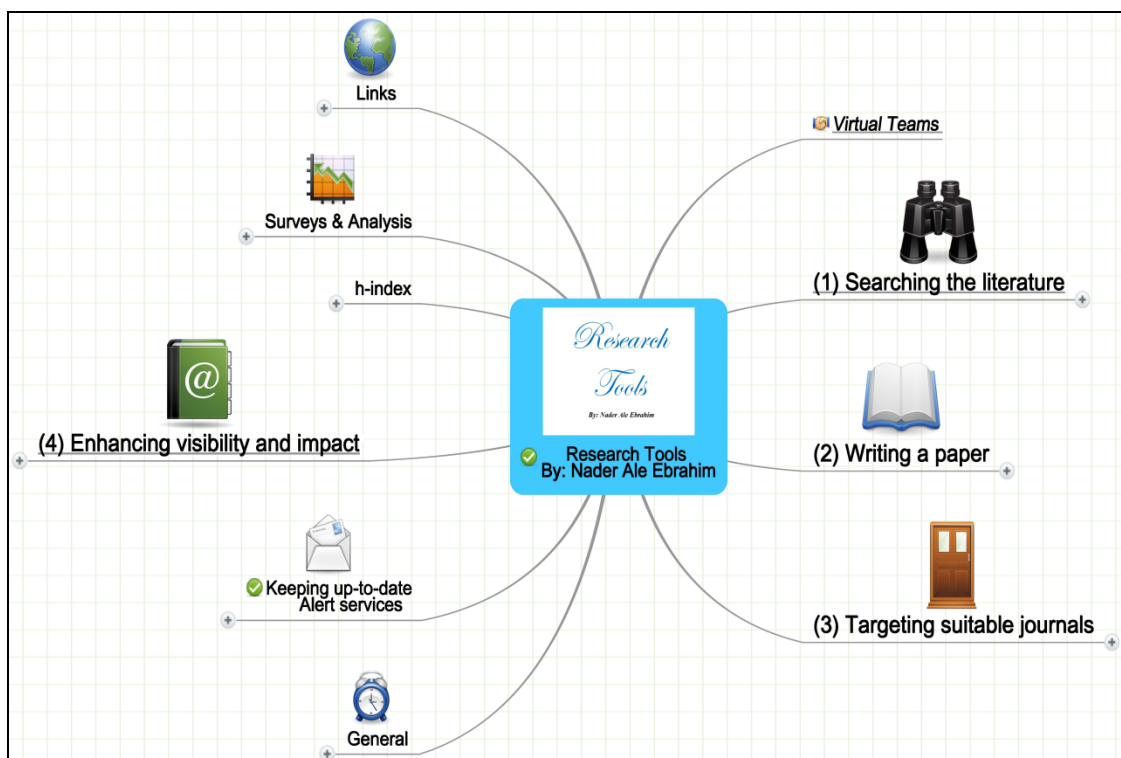 Links
Virtual Teams
Surveys & Analysis
(1) Searching the literature
h-index
Research
Tools
By: Nader Ale Ebrahim
Research Tools
By: Nader Ale Ebrahim
(4) Enhancing visibility and impact
@
(2) Writing a paper
Keeping up-to-date
Alert services
(3) Targeting suitable journals
General